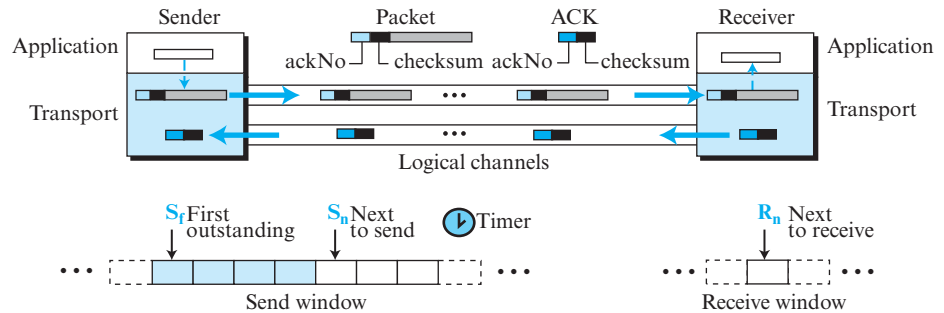 Sender
Packet
ACK
Receiver
Application
ackNo
checksum
ackNo
checksum
Application
Transport
Transport
Logical channels
Sf First
outstanding
Sn Next
to send
Timer
Rn Next
to receive
Send window
Receive window